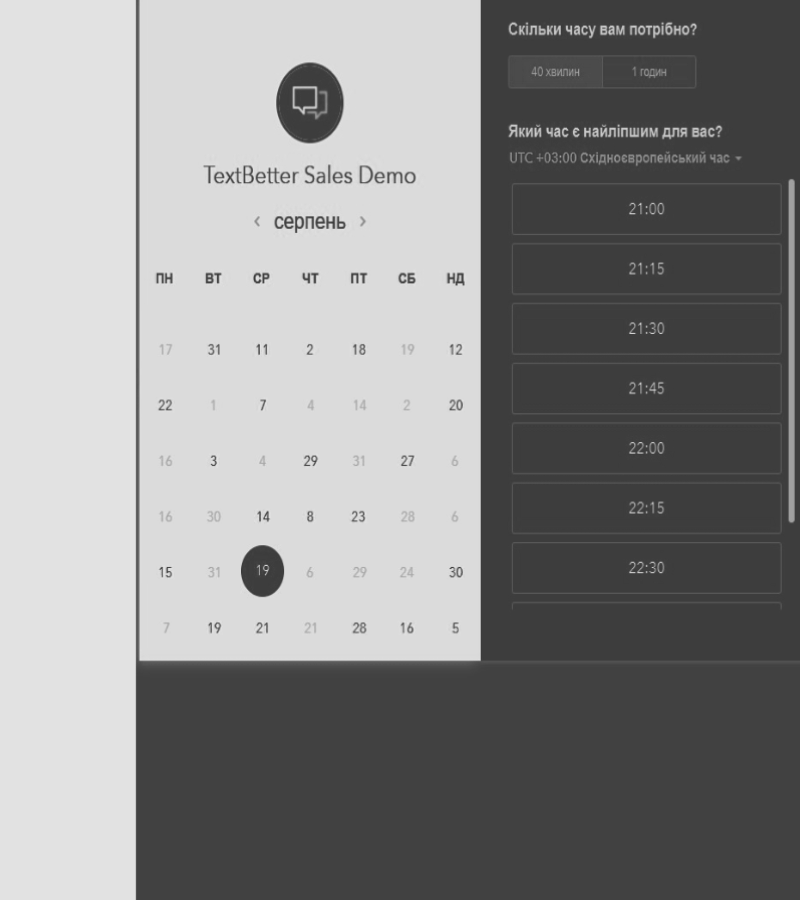 TextBetter Sales Demo
серпень
ПН ВТ СР ЧТ ПТ СБ НД
17 31 11 2 18 19 12
22 1 7 4 14 2 20
16 3 4 29 31 27 6
16 30 14 8 23 28 6
15 31 19 6 29 24 30
7 19 21 21 28 16 5
Скільки часу вам потрібно?
40 хвилин 1 годин
Який час є найліпшим для вас?
UTC +03:00 Східноєвропейський час
21:00
21:15
21:30
21:45
22:00
22:15
22:30